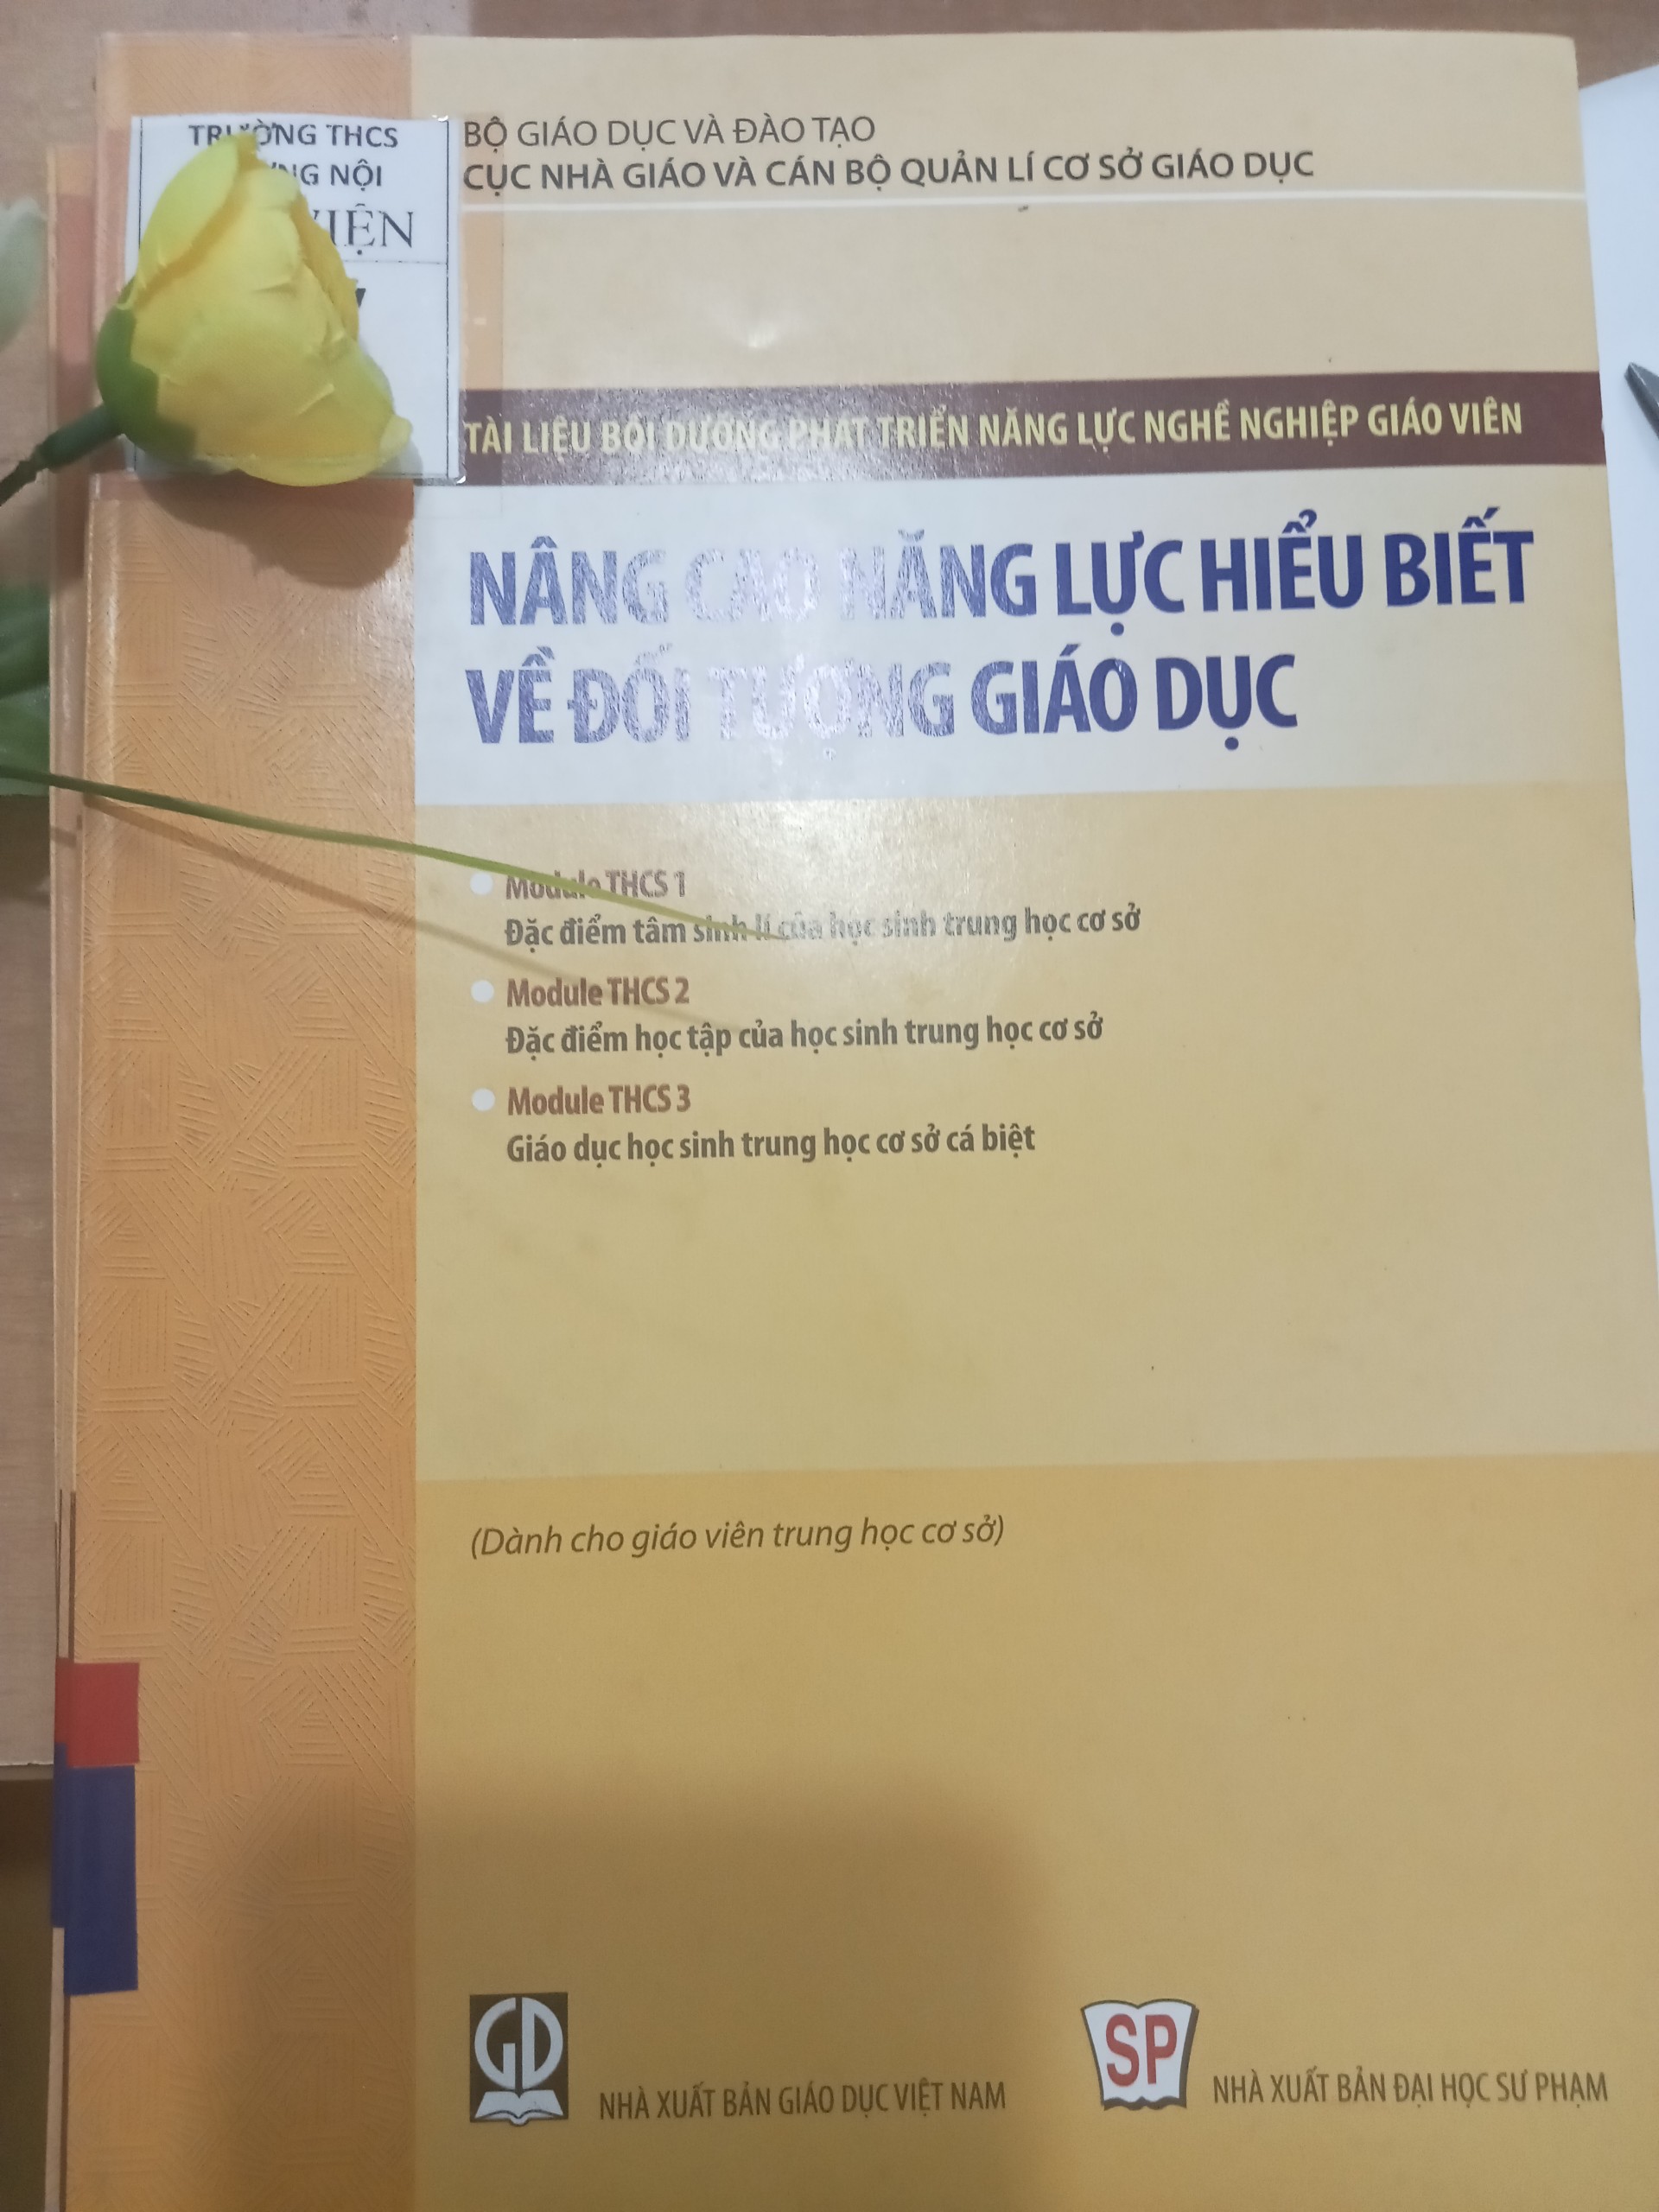 TRƯỜNG THCS
NỘI
BỘ GIÁO DỤC VÀ ĐÀO TẠO
CỤC NHÀ GIÁO VÀ CÁN BỘ QUẢN LÍ CƠ SỞ GIÁO DỤC
TÀI LIỆU BỒI DƯỠNG PHÁT TRIỂN NĂNG LỰC NGHỀ NGHIỆP GIÁO VIÊN
NÂNG CAO NĂNG LỰC HIỂU BIẾT
VỀ ĐỐI TƯỢNG GIÁO DỤC
Module THCS 1
Đặc điểm tâm sinh lí của học sinh trung học cơ sở
Module THCS 2
Đặc điểm học tập của học sinh trung học cơ sở
Module THCS 3
Giáo dục học sinh trung học cơ sở cá biệt
(Dành cho giáo viên trung học cơ sở)
GD
NHÀ XUẤT BẢN GIÁO DỤC VIỆT NAM
SP
NHÀ XUẤT BẢN ĐẠI HỌC SƯ PHẠM